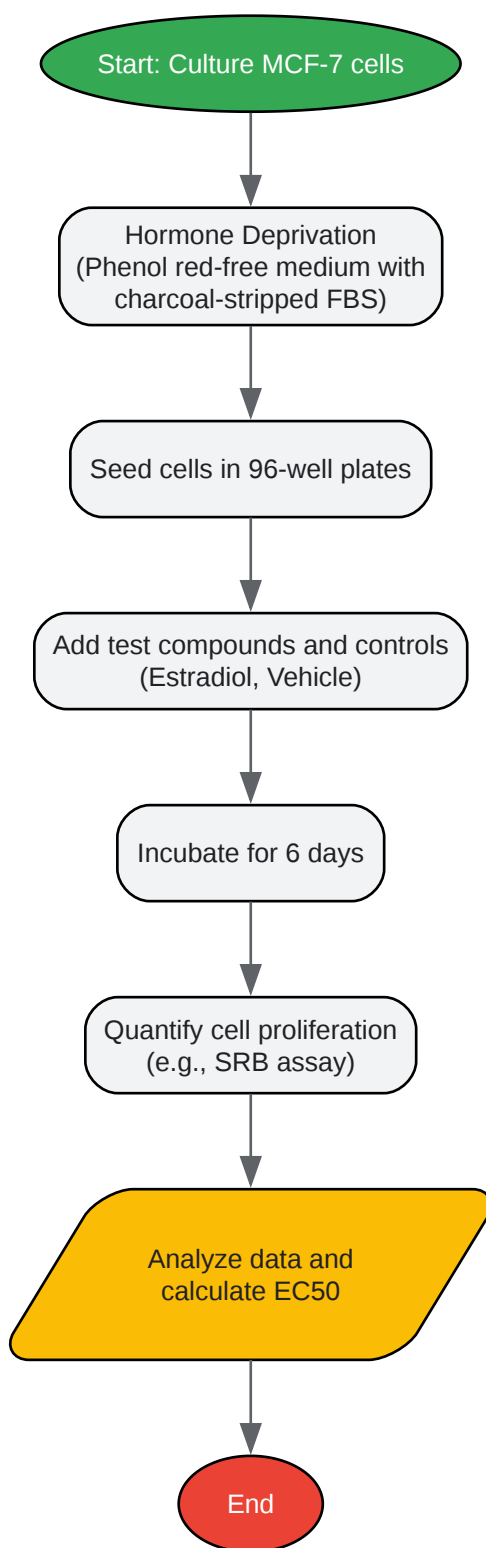 Start: Culture MCF-7 cells
Hormone Deprivation
(Phenol red-free medium with
charcoal-stripped FBS)
Seed cells in 96-well plates
Add test compounds and controls
(Estradiol, Vehicle)
Incubate for 6 days
Quantify cell proliferation
(e.g., SRB assay)
Analyze data and
calculate EC50
End